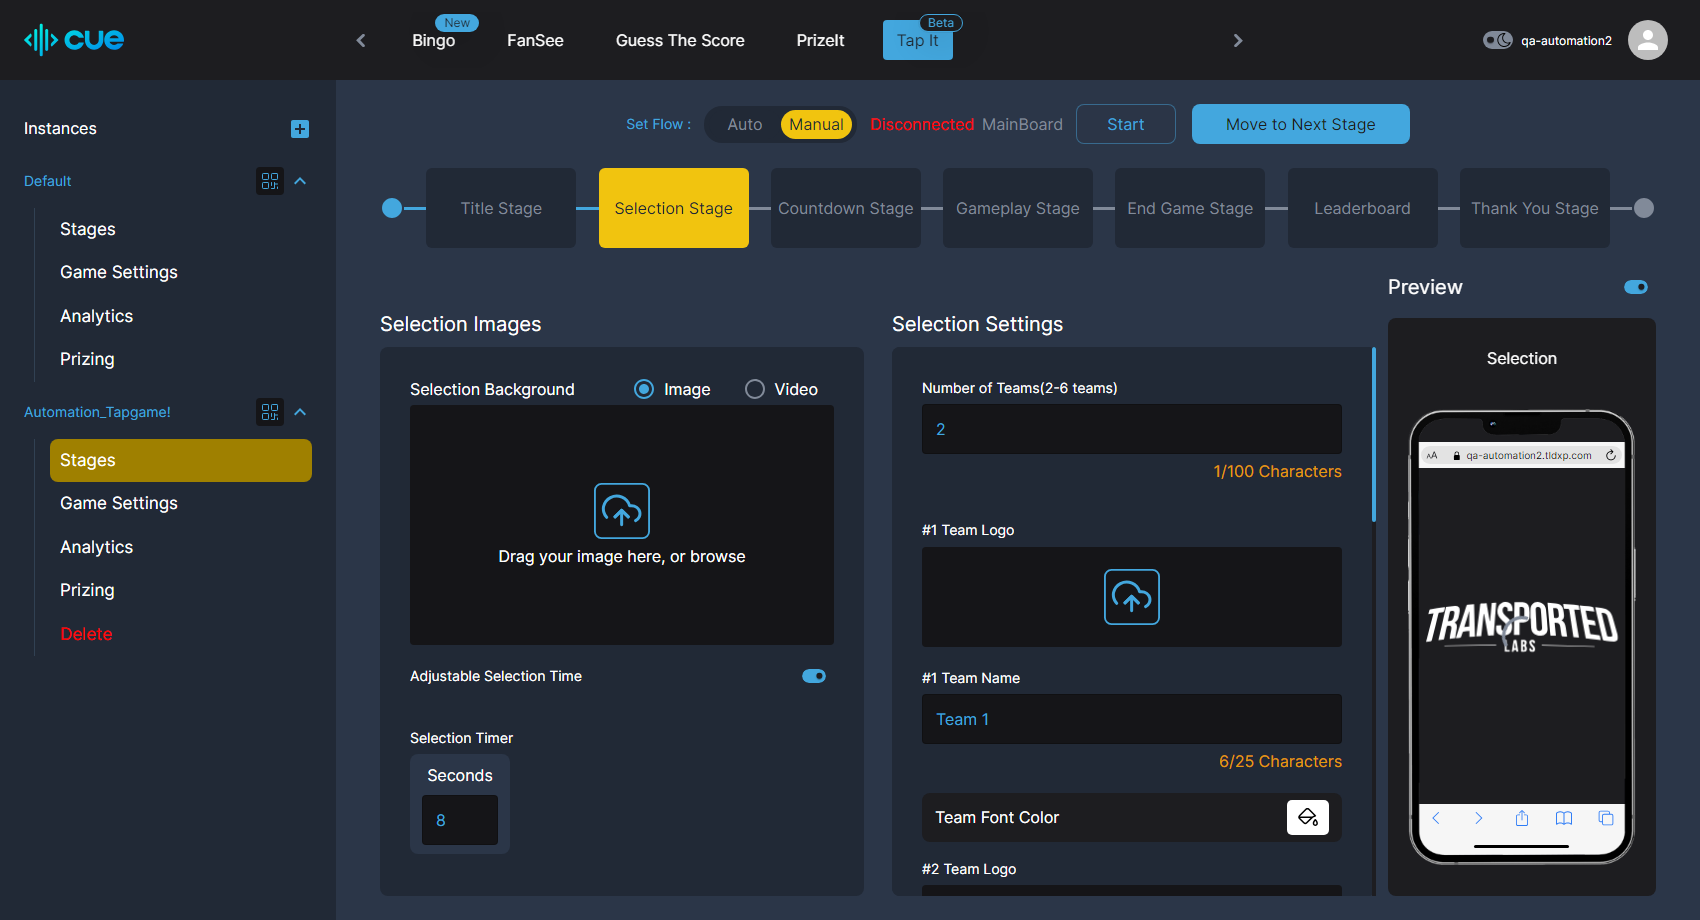 cue
New
Bingo
FanSee
Guess The Score
PrizeIt
Beta
Tap It
qa-automation2
Instances
Default
Stages
Game Settings
Analytics
Prizing
Automation_Tapgame!
Stages
Game Settings
Analytics
Prizing
Delete
Set Flow :
Auto
Manual
Disconnected MainBoard
Start
Move to Next Stage
Title Stage
Selection Stage
Countdown Stage
Gameplay Stage
End Game Stage
Leaderboard
Thank You Stage
Selection Images
Selection Background
Image
Video
Drag your image here, or browse
Adjustable Selection Time
Selection Timer
Seconds
8
Selection Settings
Number of Teams(2-6 teams)
2
1/100 Characters
#1 Team Logo
#1 Team Name
Team 1
6/25 Characters
Team Font Color
#2 Team Logo
Preview
Selection
AA
qa-automation2.tldxp.com
TRANSPORTED
LABS